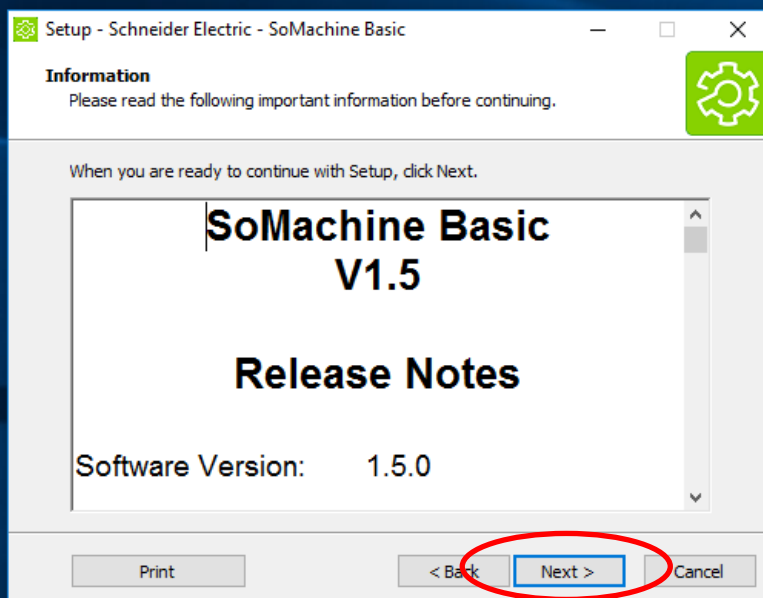 Setup - Schneider Electric - SoMachine Basic
Information
Please read the following important information before continuing.
When you are ready to continue with Setup, click Next.
SoMachine Basic
V1.5
Release Notes
Software Version: 1.5.0
Print < Back Next > Cancel